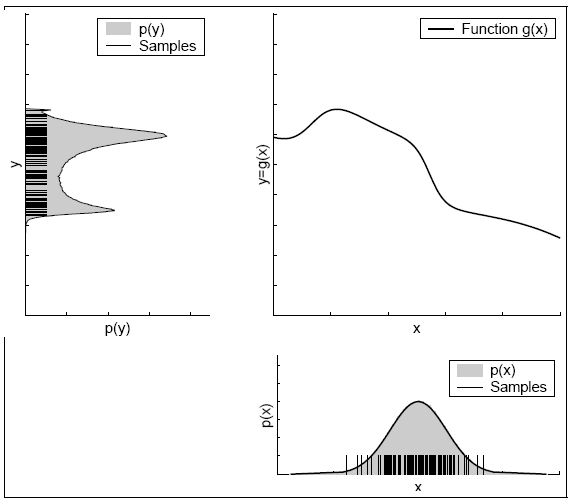 p(y)
Samples
y
p(y)
Function g(x)
y=g(x)
x
p(x)
Samples
p(x)
x